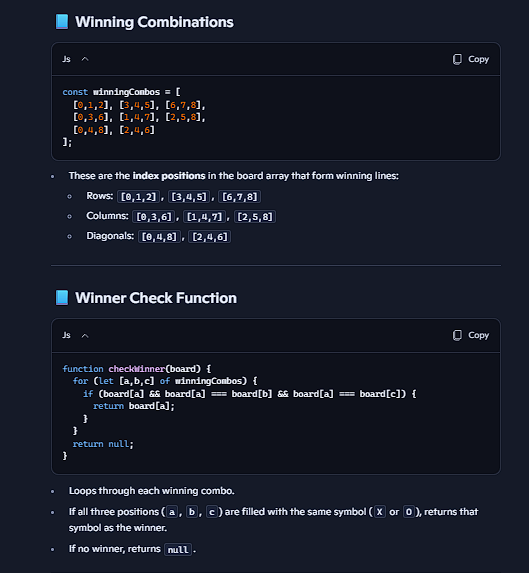 📘 Winning Combinations
Js
Copy
const winningCombos = [
[0,1,2], [3,4,5], [6,7,8],
[0,3,6], [1,4,7], [2,5,8],
[0,4,8], [2,4,6]
];
• These are the index positions in the board array that form winning lines:
○ Rows: [0,1,2] , [3,4,5] , [6,7,8]
○ Columns: [0,3,6] , [1,4,7] , [2,5,8]
○ Diagonals: [0,4,8] , [2,4,6]
📘 Winner Check Function
Js
Copy
function checkWinner(board) {
for (let [a,b,c] of winningCombos) {
if (board[a] && board[a] === board[b] && board[a] === board[c]) {
return board[a];
}
}
return null;
}
• Loops through each winning combo.
• If all three positions ( a , b , c ) are filled with the same symbol ( X or O ), returns that
symbol as the winner.
• If no winner, returns null .